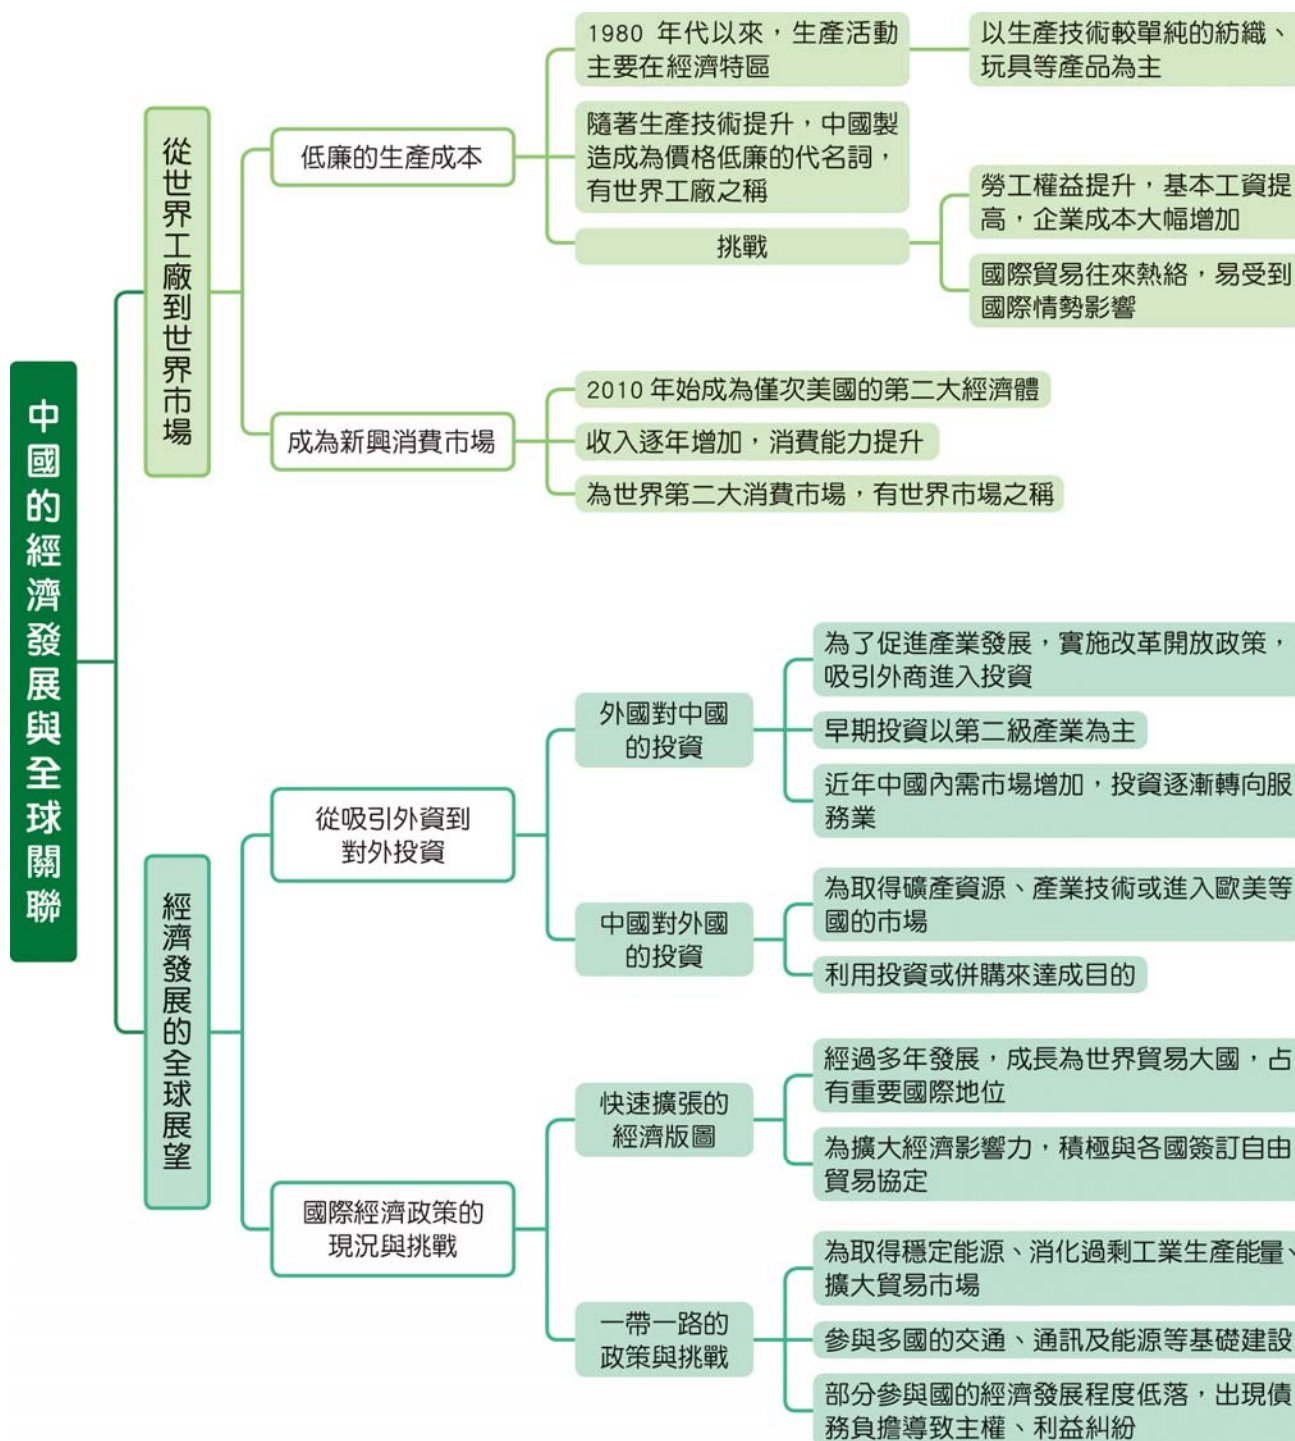 中國的經濟發展與全球關聯
從世界工廠到世界市場
低廉的生產成本
1980 年代以來，生產活動
主要在經濟特區
以生產技術較單純的紡織、
玩具等產品為主
隨著生產技術提升，中國製
造成為價格低廉的代名詞，
有世界工廠之稱
挑戰
勞工權益提升，基本工資提
高，企業成本大幅增加
國際貿易往來熱絡，易受到
國際情勢影響
成為新興消費市場
2010 年始成為僅次美國的第二大經濟體
收入逐年增加，消費能力提升
為世界第二大消費市場，有世界市場之稱
經濟發展的全球展望
從吸引外資到
對外投資
外國對中國
的投資
為了促進產業發展，實施改革開放政策，
吸引外商進入投資
早期投資以第二級產業為主
近年中國內需市場增加，投資逐漸轉向服
務業
中國對外國
的投資
為取得礦產資源、產業技術或進入歐美等
國的市場
利用投資或併購來達成目的
國際經濟政策的
現況與挑戰
快速擴張的
經濟版圖
經過多年發展，成長為世界貿易大國，占
有重要國際地位
為擴大經濟影響力，積極與各國簽訂自由
貿易協定
一帶一路的
政策與挑戰
為取得穩定能源、消化過剩工業生產能量、
擴大貿易市場
參與多國的交通、通訊及能源等基礎建設
部分參與國的經濟發展程度低落，出現債
務負擔導致主權、利益糾紛